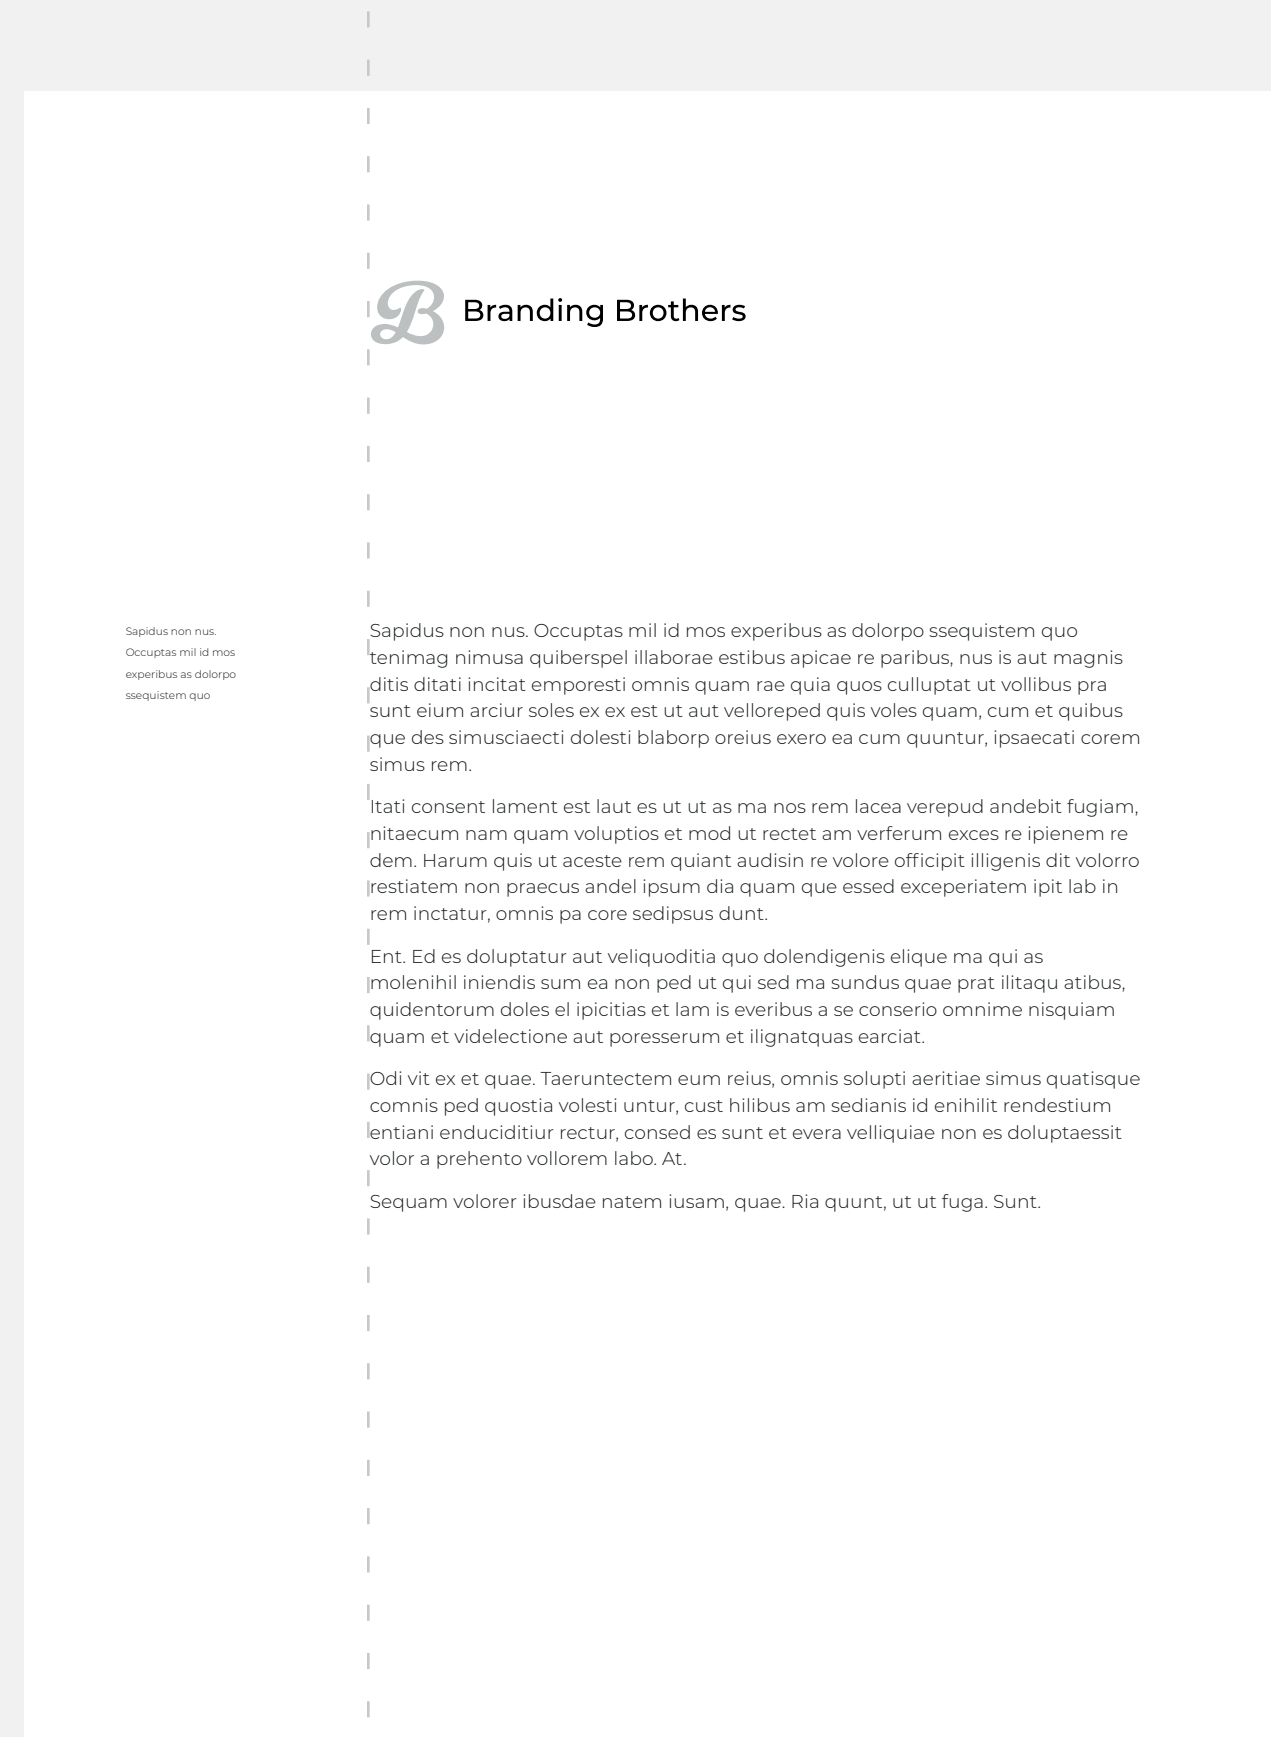 B Branding Brothers
Sapidus non nus.
Occuptas mil id mos
experibus as dolorpo
ssequistem quo
Sapidus non nus. Occuptas mil id mos experibus as dolorpo ssequistem quo
tenimag nimusa quiberspel illaborae estibus apicae re paribus, nus is aut magnis
ditis ditati incitat emporesti omnis quam rae quia quos culluptat ut vollibus pra
sunt eium arciur soles ex ex est ut aut velloreped quis voles quam, cum et quibus
que des simusciaecti dolesti blaborp oreius exero ea cum quuntur, ipsaecati corem
simus rem.
Itati consent lament est laut es ut ut as ma nos rem lacea verepud andebit fugiam,
nitaecum nam quam voluptios et mod ut rectet am verferum exces re ipienem re
dem. Harum quis ut aceste rem quiant audisin re volore officipit illigenis dit volorro
restiatem non praecus andel ipsum dia quam que essed exceperiatem ipit lab in
rem inctatur, omnis pa core sedipsus dunt.
Ent. Ed es doluptatur aut veliquoditia quo dolendigenis elique ma qui as
molenihil iniendis sum ea non ped ut qui sed ma sundus quae prat ilitaqu atibus,
quidentorum doles el ipicitias et lam is everibus a se conserio omnime nisquiam
quam et videlectione aut poresserum et ilignatquas earciat.
Odi vit ex et quae. Taeruntectem eum reius, omnis solupti aeritiae simus quatisque
comnis ped quostia volesti untur, cust hilibus am sedianis id enihilit rendestium
entiani enduciditiur rectur, consed es sunt et evera velliquiae non es doluptaessit
volor a prehento vollorem labo. At.
Sequam volorer ibusdae natem iusam, quae. Ria quunt, ut ut fuga. Sunt.